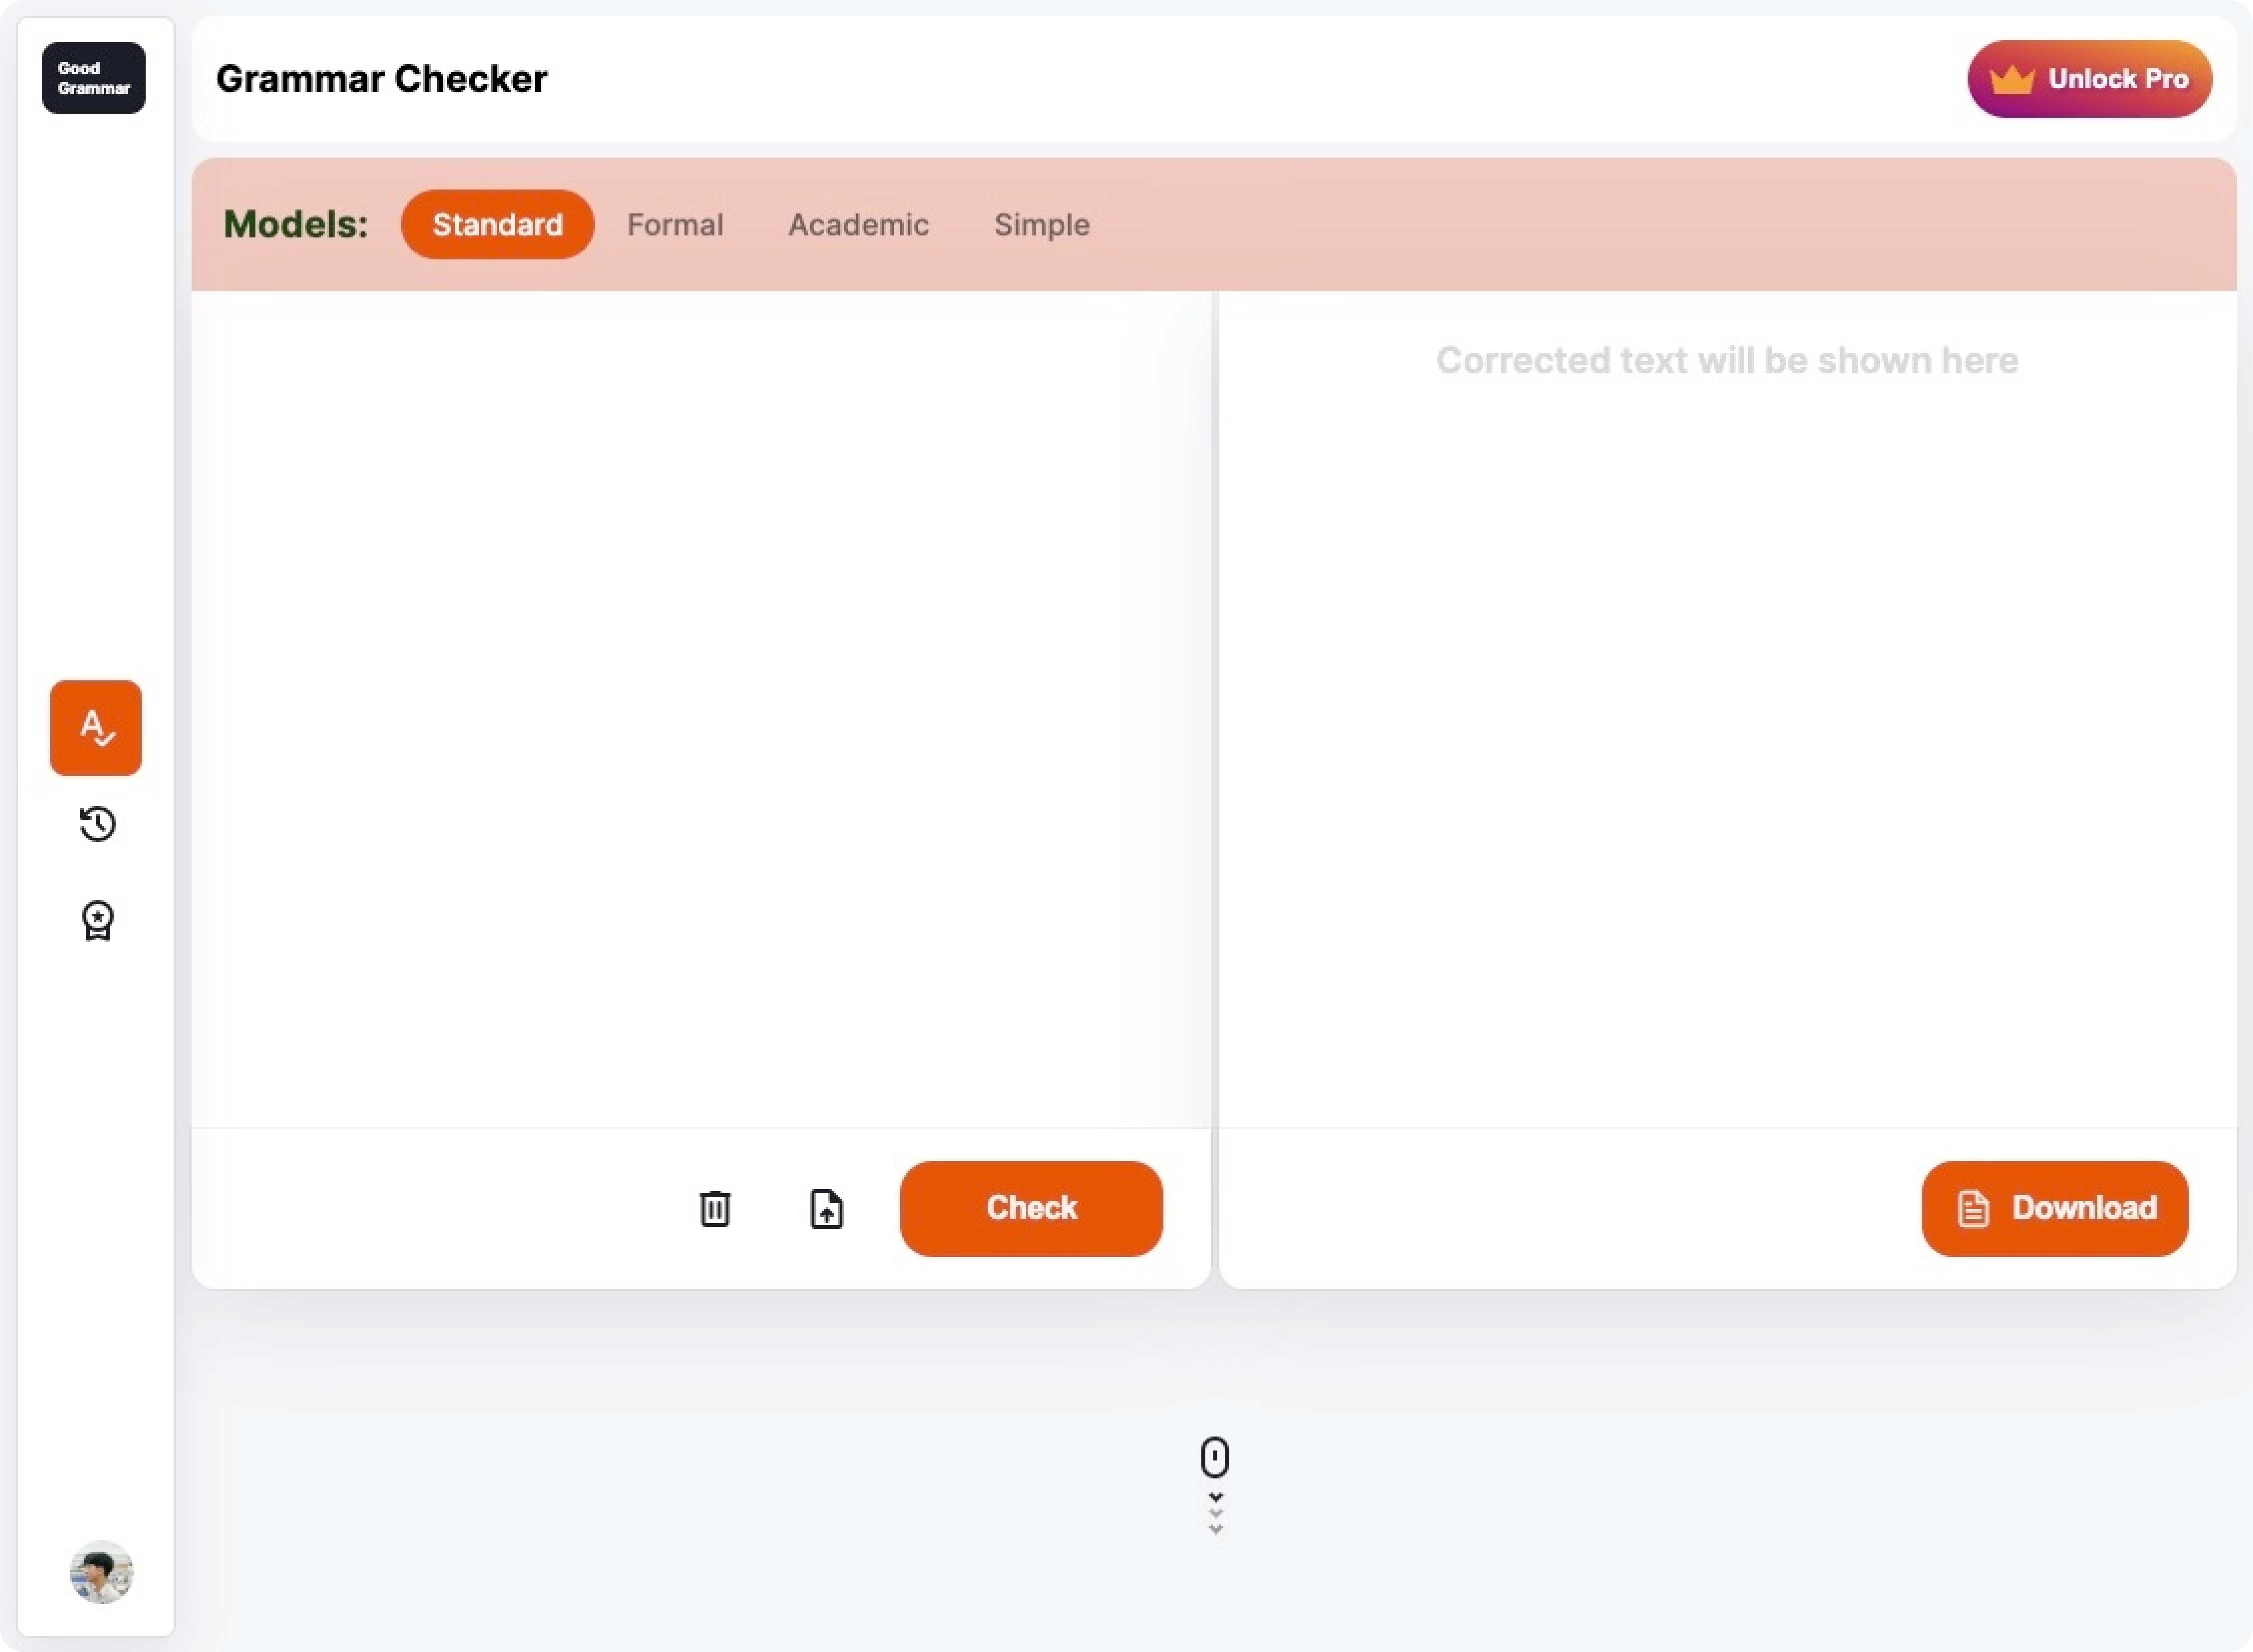 Good
Grammar
Grammar Checker
Unlock Pro
Models: Standard Formal Academic Simple
Corrected text will be shown here
Check
Download